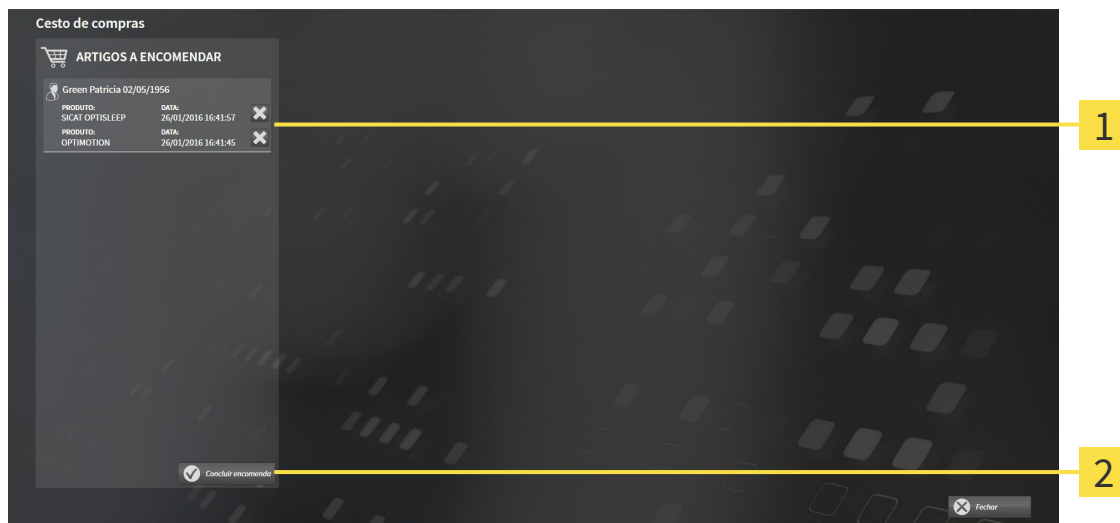 Cesto de compras
ARTIGOS A ENCOMENDAR
Green Patricia 02/05/1956
PRODUTO: DATA:
SICAT OPTISLEEP 26/01/2016 16:41:57
PRODUTO: DATA:
OPTIMOTION 26/01/2016 16:41:45
1
Concluir encomenda
2
Fechar